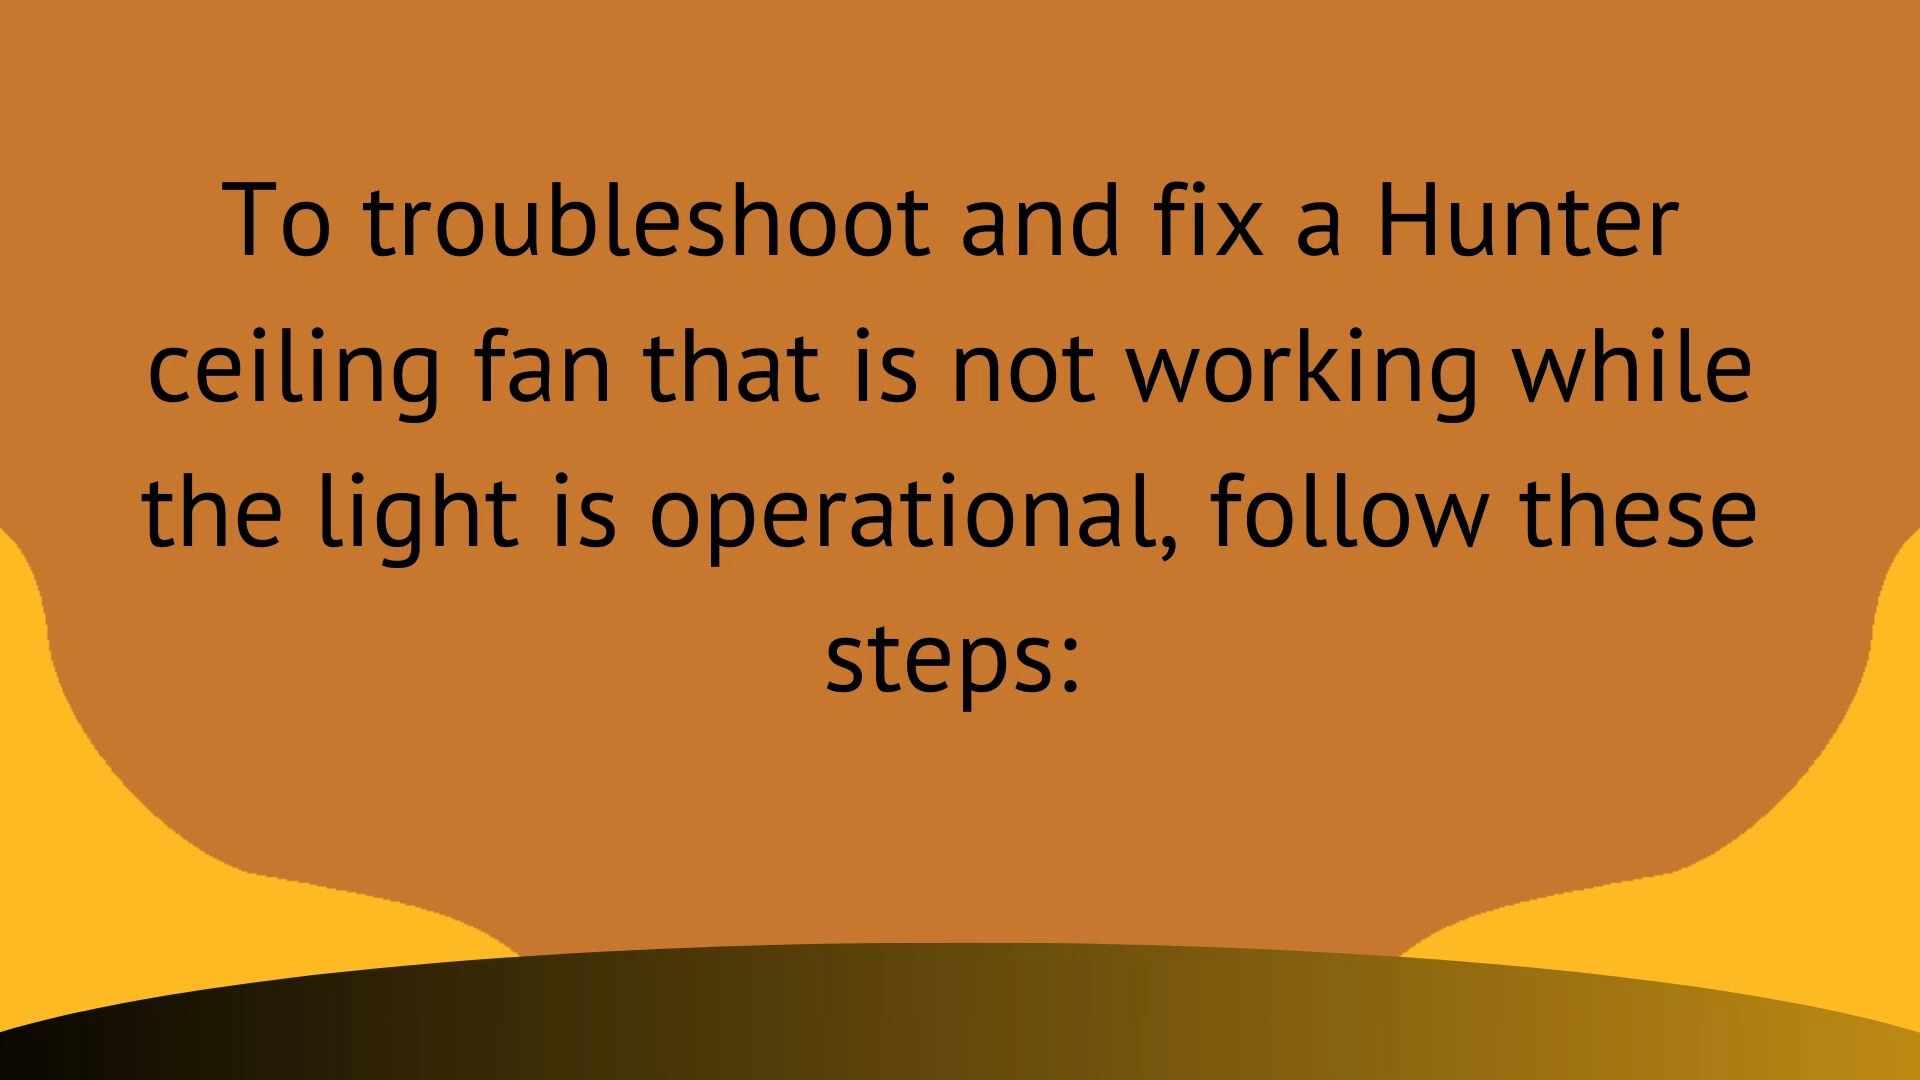 To troubleshoot and fix a Hunter
ceiling fan that is not working while
the light is operational, follow these
steps: